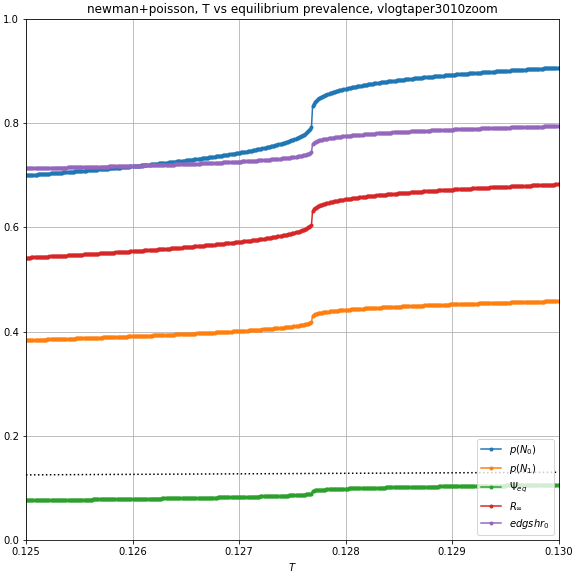 newman+poisson, T vs equilibrium prevalence, vlogtaper3010zoom
1.0
0.8
0.6
0.4
0.2
0.0
p(N₀)
p(N₁)
Ψeq
R∞
edgshr₀
0.125 0.126 0.127 0.128 0.129 0.130
T